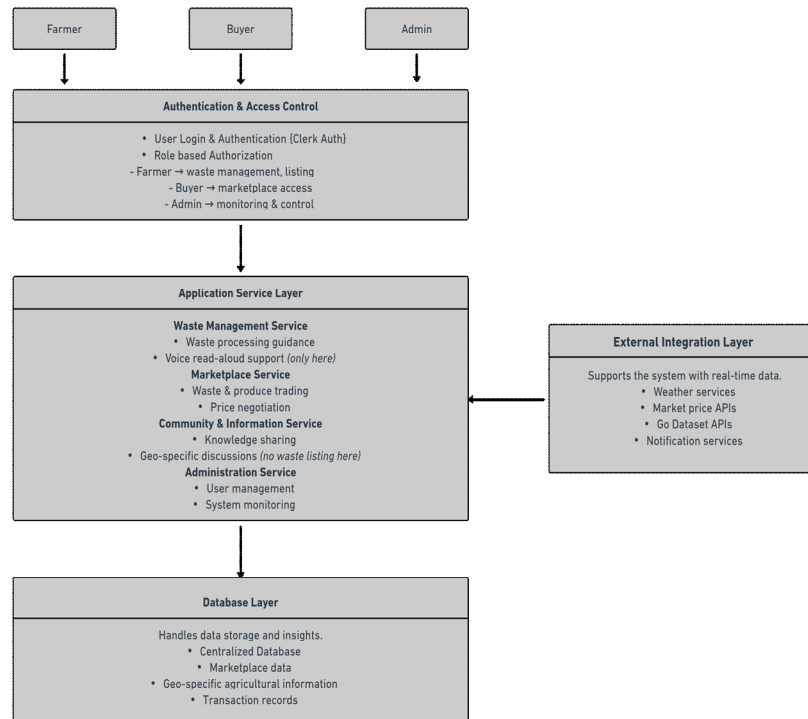 Farmer
Buyer
Admin
Authentication & Access Control
• User Login & Authentication {Clerk Auth}
• Role based Authorization
- Farmer → waste management, listing
- Buyer → marketplace access
- Admin → monitoring & control
Application Service Layer
Waste Management Service
• Waste processing guidance
• Voice read-aloud support (only here)
Marketplace Service
• Waste & produce trading
• Price negotiation
Community & Information Service
• Knowledge sharing
• Geo-specific discussions (no waste listing here)
Administration Service
• User management
• System monitoring
External Integration Layer
Supports the system with real-time data.
• Weather services
• Market price APIs
• Go Dataset APIs
• Notification services
Database Layer
Handles data storage and insights.
• Centralized Database
• Marketplace data
• Geo-specific agricultural information
• Transaction records